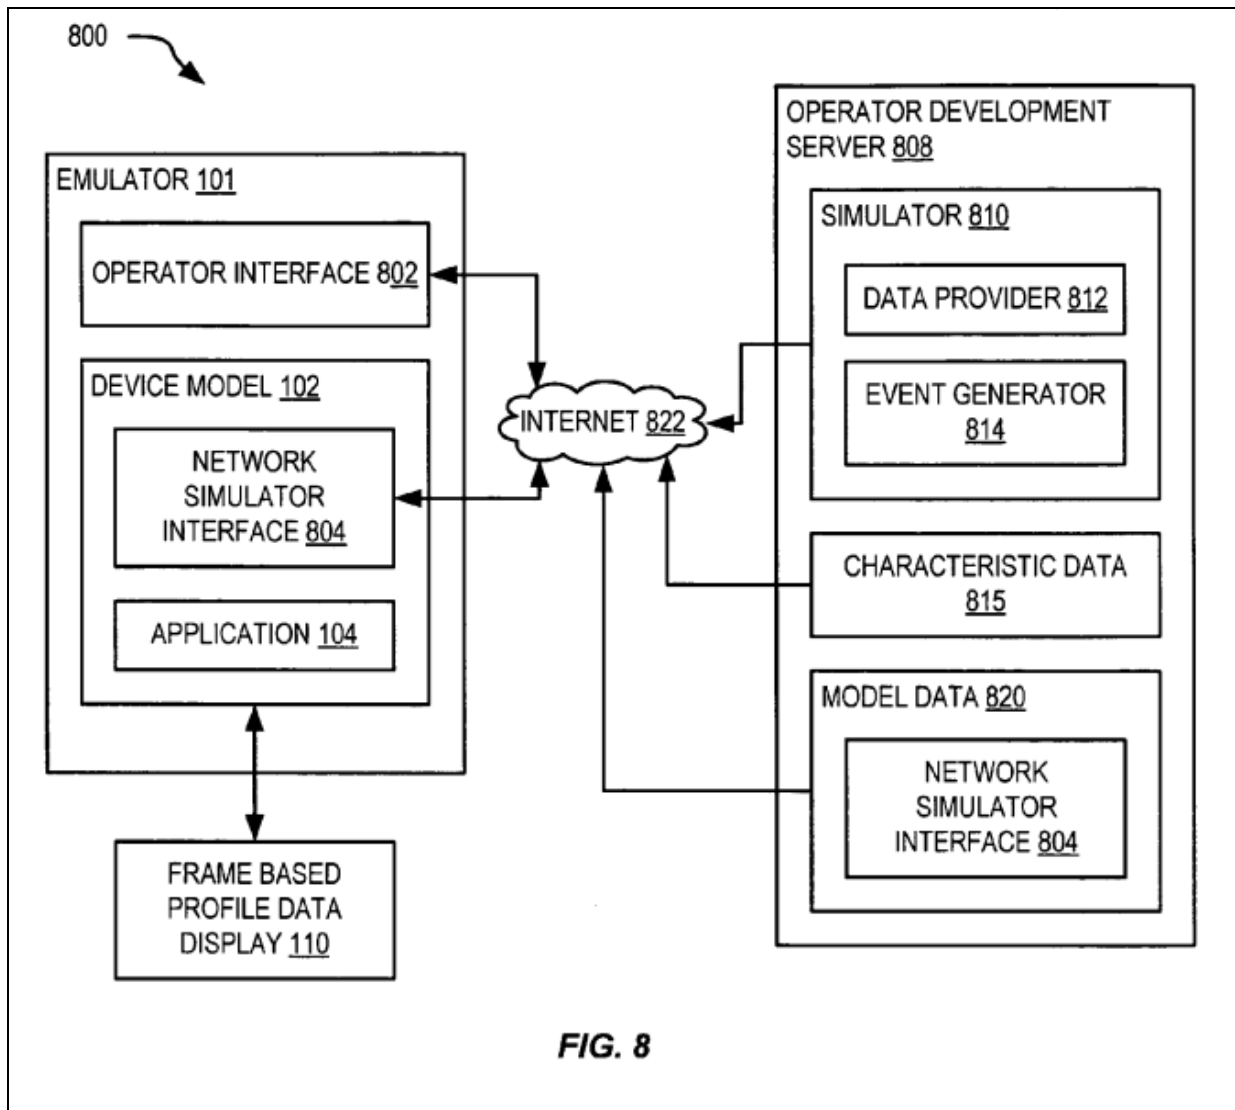 800
EMULATOR 101
OPERATOR INTERFACE 802
DEVICE MODEL 102
NETWORK
SIMULATOR
INTERFACE 804
APPLICATION 104
FRAME BASED
PROFILE DATA
DISPLAY 110
INTERNET 822
OPERATOR DEVELOPMENT
SERVER 808
SIMULATOR 810
DATA PROVIDER 812
EVENT GENERATOR
814
CHARACTERISTIC DATA
815
MODEL DATA 820
NETWORK
SIMULATOR
INTERFACE 804
FIG. 8